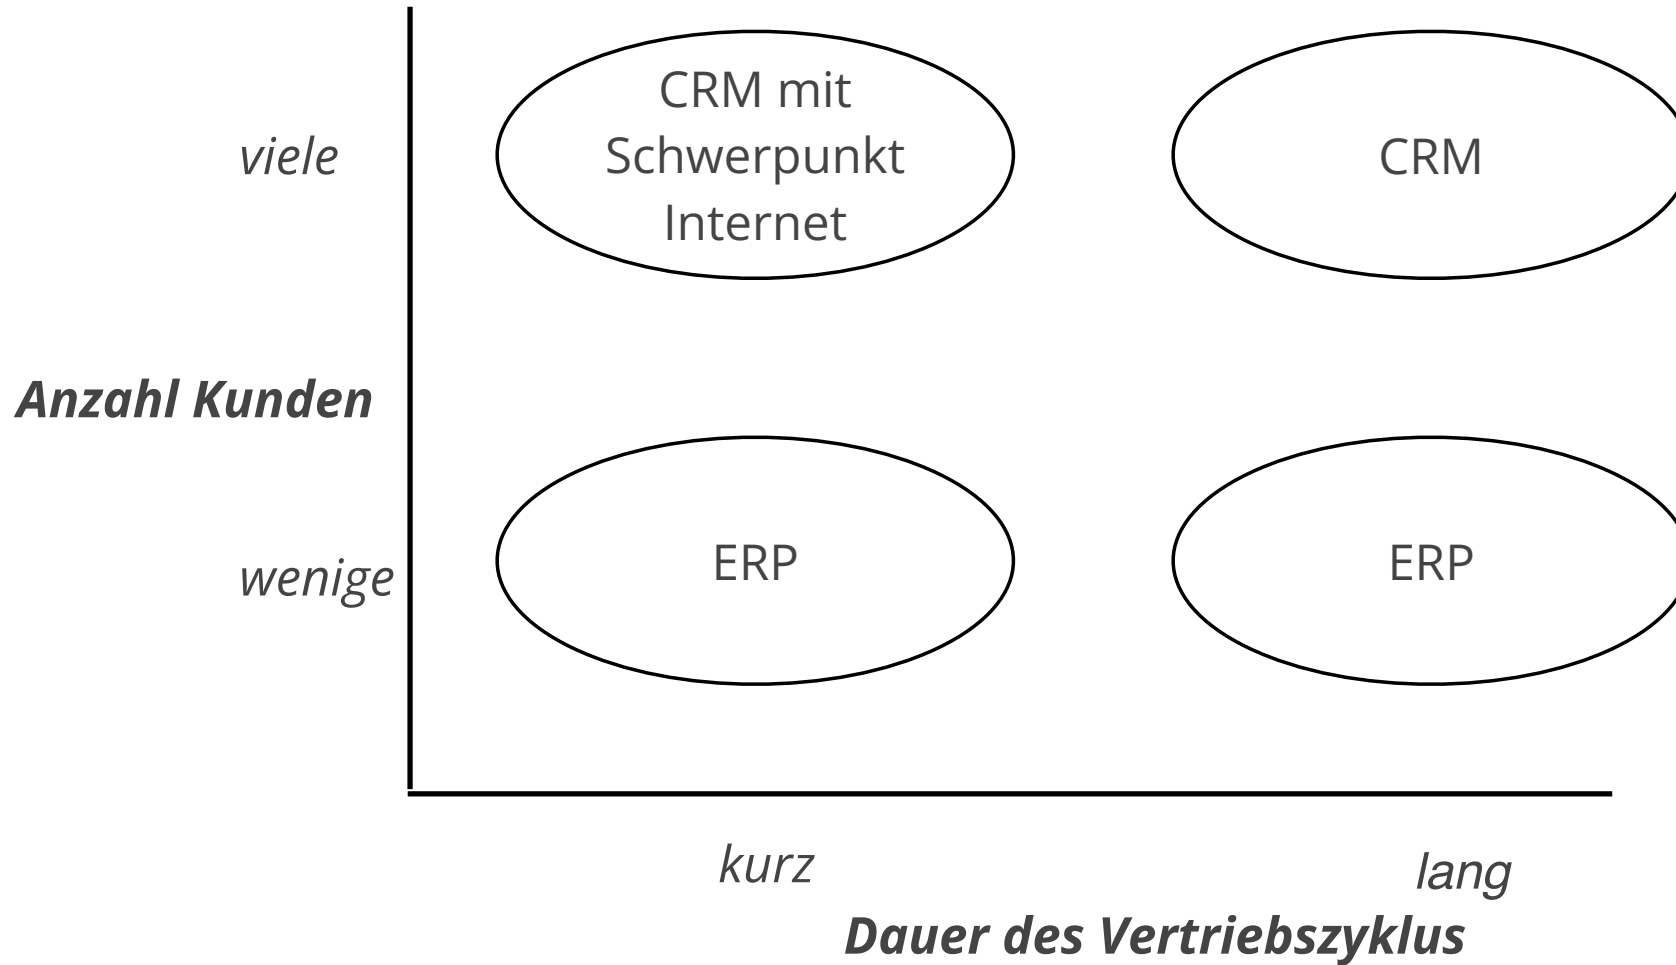 CRM mit
Schwerpunkt
Internet
CRM
viele
Anzahl Kunden
ERP
ERP
wenige
kurz
lang
Dauer des Vertriebszyklus